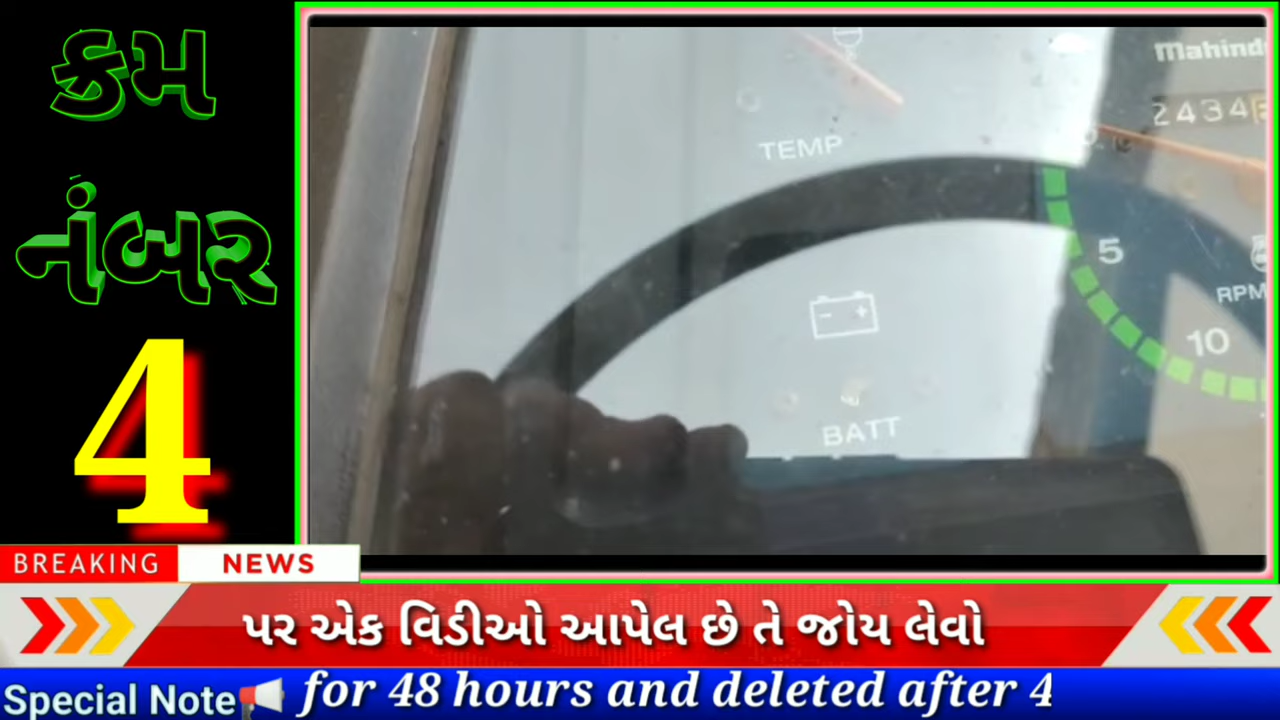 ક્રમ
નંબર
4
TEMP
Mahind
2434
5
RPM
10
BATT
BREAKING NEWS
પર એક વિડીઓ આપેલ છે તે જોય લેવો
Special Note for 48 hours and deleted after 4